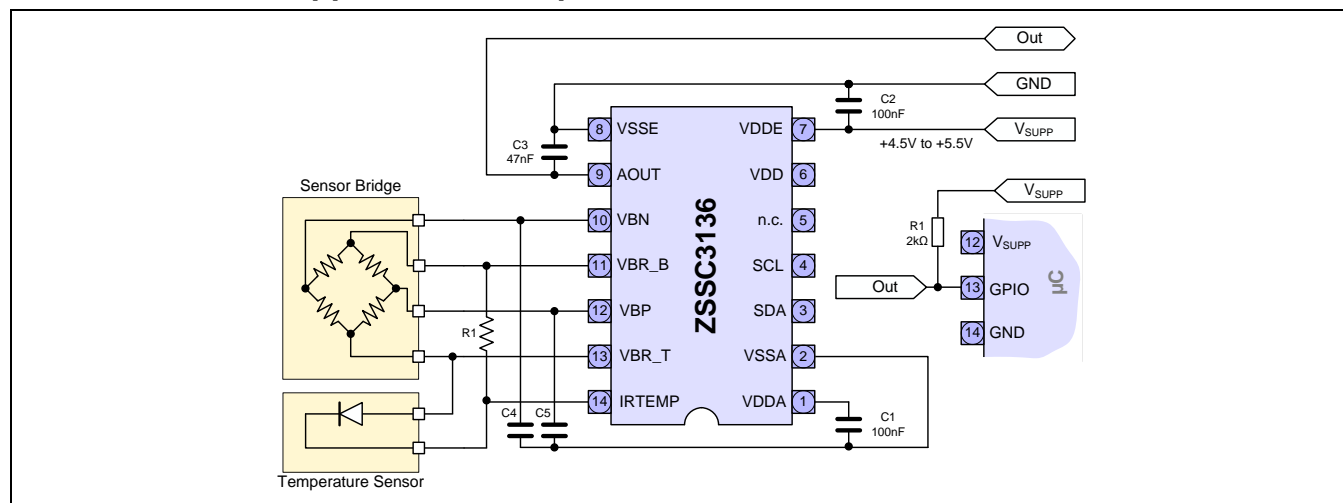 Out
GND
C2
100nF
8 VSSE
VDDE 7
VSUPP
+4.5V to +5.5V
C3
47nF
9 AOUT
VDD 6
Sensor Bridge
VSUPP
10 VBN
n.c. 5
R1
2kΩ
12 VSUPP
11 VBR_B
SCL 4
ZSSC3136
Out
13 GPIO
µC
12 VBP
SDA 3
R1
14 GND
13 VBR_T
VSSA 2
14 IRTEMP
VDDA 1
C4
C5
C1
100nF
Temperature Sensor